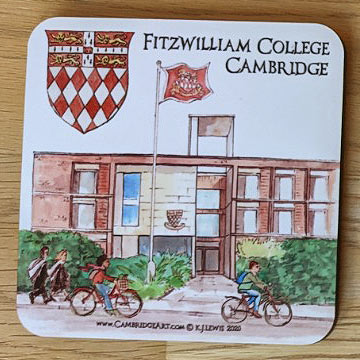 Fitzwilliam College
Cambridge
www.CambridgeArt.com © K.J.Lewis 2020